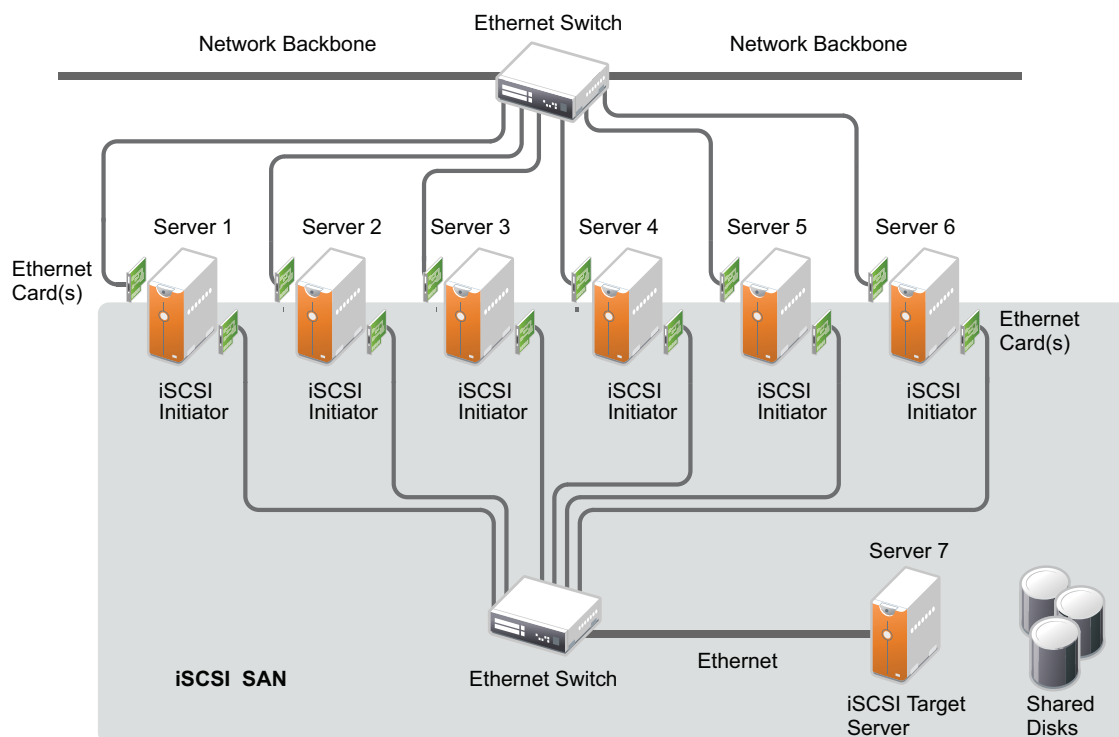 Ethernet Switch
Network Backbone
Network Backbone
Server 1
Server 2
Server 3
Server 4
Server 5
Server 6
Ethernet
Card(s)
Ethernet
Card(s)
iSCSI
Initiator
iSCSI
Initiator
iSCSI
Initiator
iSCSI
Initiator
iSCSI
Initiator
iSCSI
Initiator
Server 7
Ethernet
Ethernet Switch
iSCSI SAN
iSCSI Target
Server
Shared
Disks